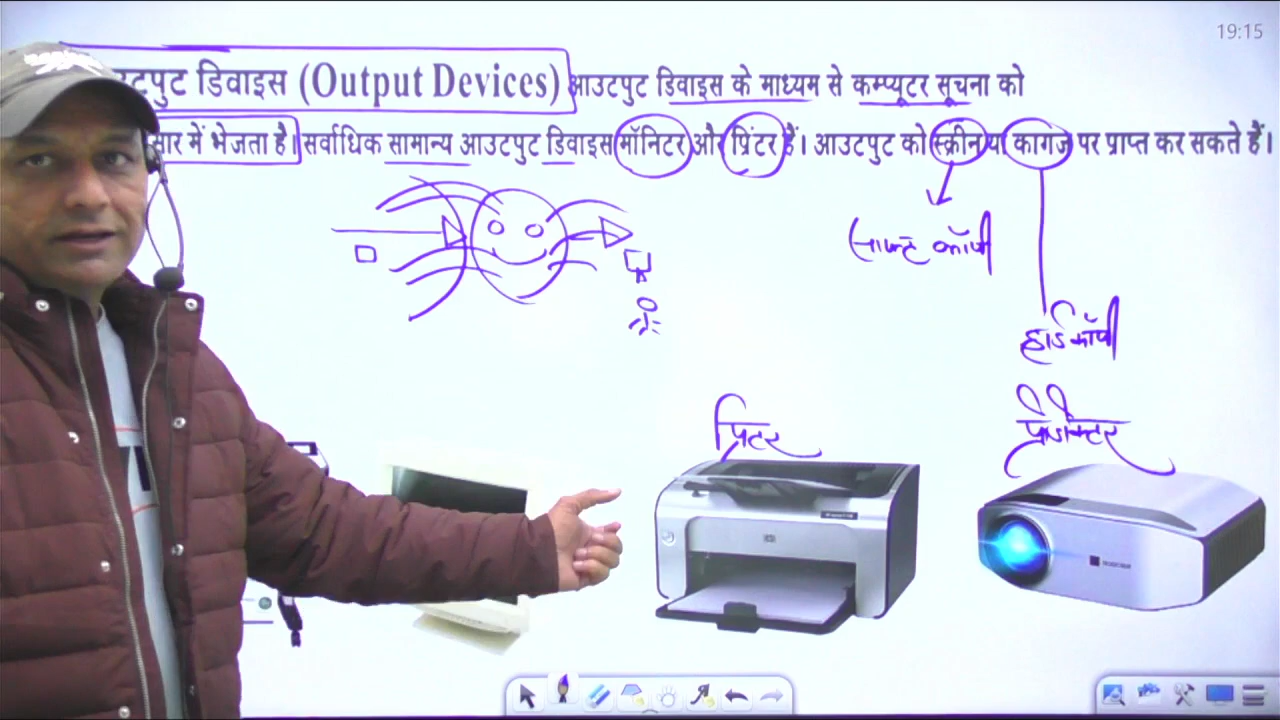 19:15
टपुट डिवाइस (Output Devices) आउटपुट डिवाइस के माध्यम से कम्प्यूटर सूचना को
सार में भेजता है। सर्वाधिक सामान्य आउटपुट डिवाइस मॉनिटर और प्रिंटर हैं। आउटपुट को स्क्रीन या कागज पर प्राप्त कर सकते हैं।
साफ्ट कॉपी
हार्ड कॉपी
प्रिंटर
प्रोजेक्टर
hp